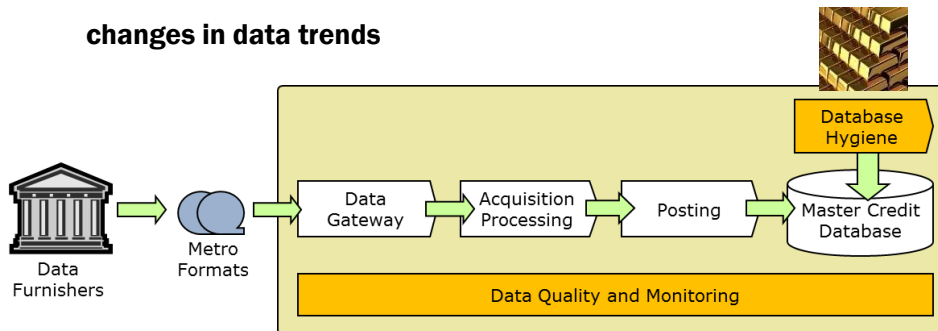 changes in data trends
Database
Hygiene
Data
Gateway
Acquisition
Processing
Posting
Master Credit
Database
Metro
Formats
Data
Furnishers
Data Quality and Monitoring